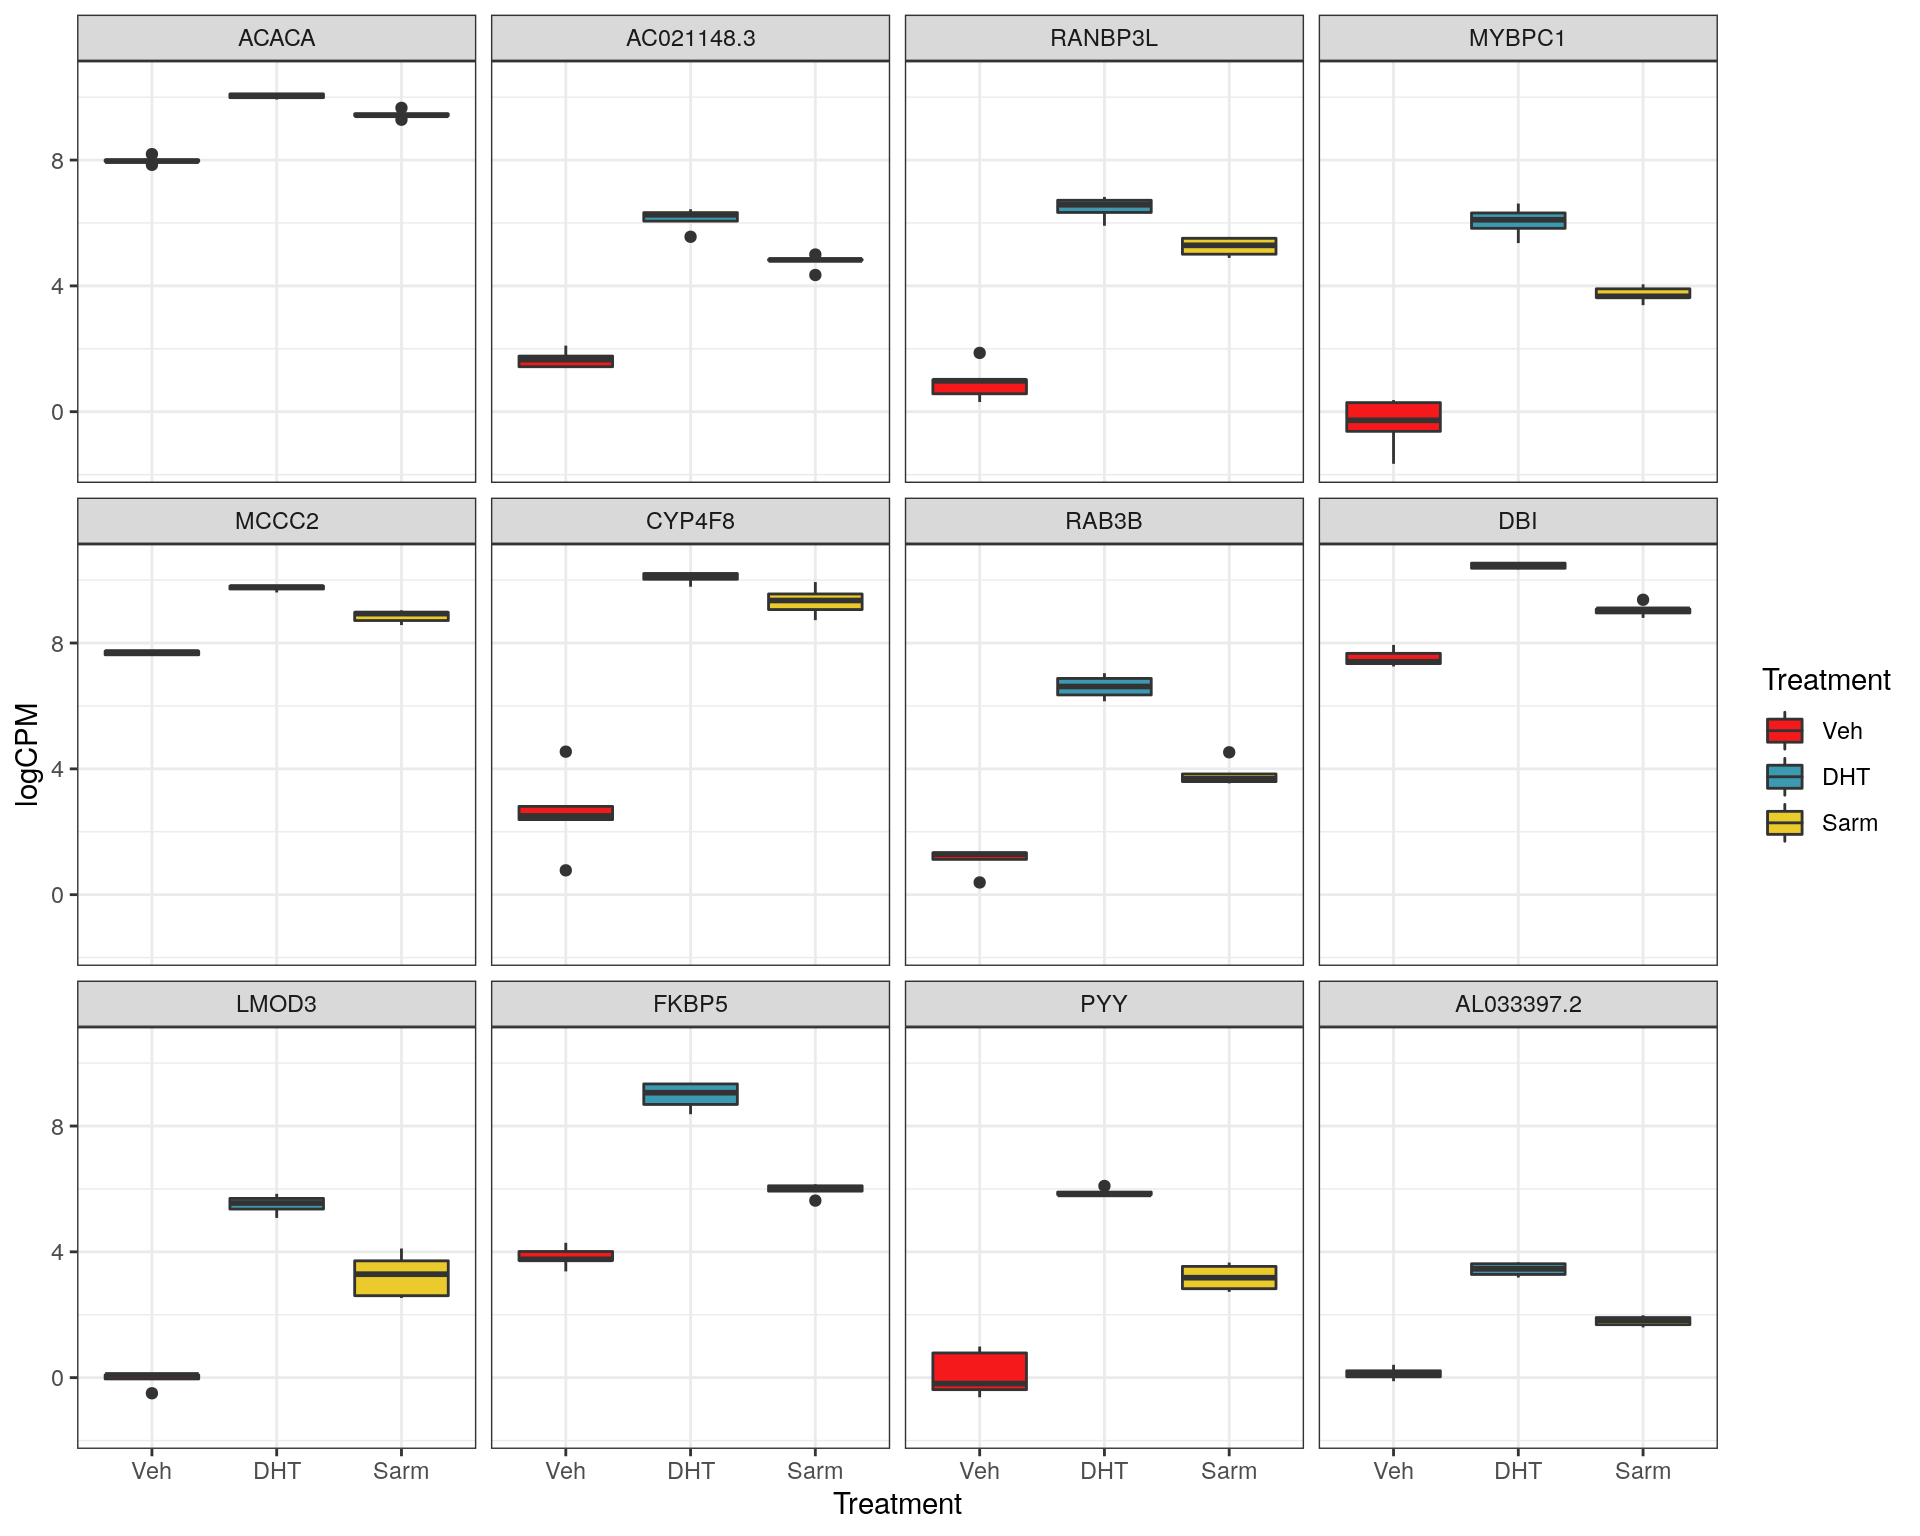 ACACA AC021148.3 RANBP3L MYBPC1
8
4
0
MCCC2 CYP4F8 RAB3B DBI
8
4
0
LMOD3 FKBP5 PYY AL033397.2
8
4
0
Veh DHT Sarm Veh DHT Sarm Veh DHT Sarm Veh DHT Sarm
Treatment
logCPM
Treatment
Veh
DHT
Sarm